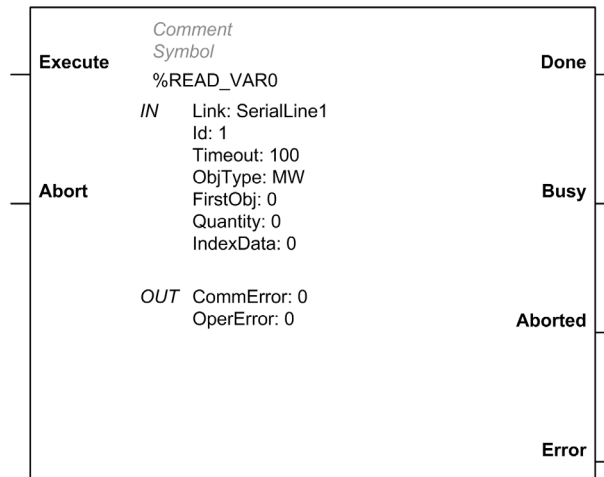 Comment
Symbol
Execute
Done
%READ_VAR0
IN Link: SerialLine1
Id: 1
Timeout: 100
ObjType: MW
Abort
Busy
FirstObj: 0
Quantity: 0
IndexData: 0
OUT CommError: 0
OperError: 0
Aborted
Error